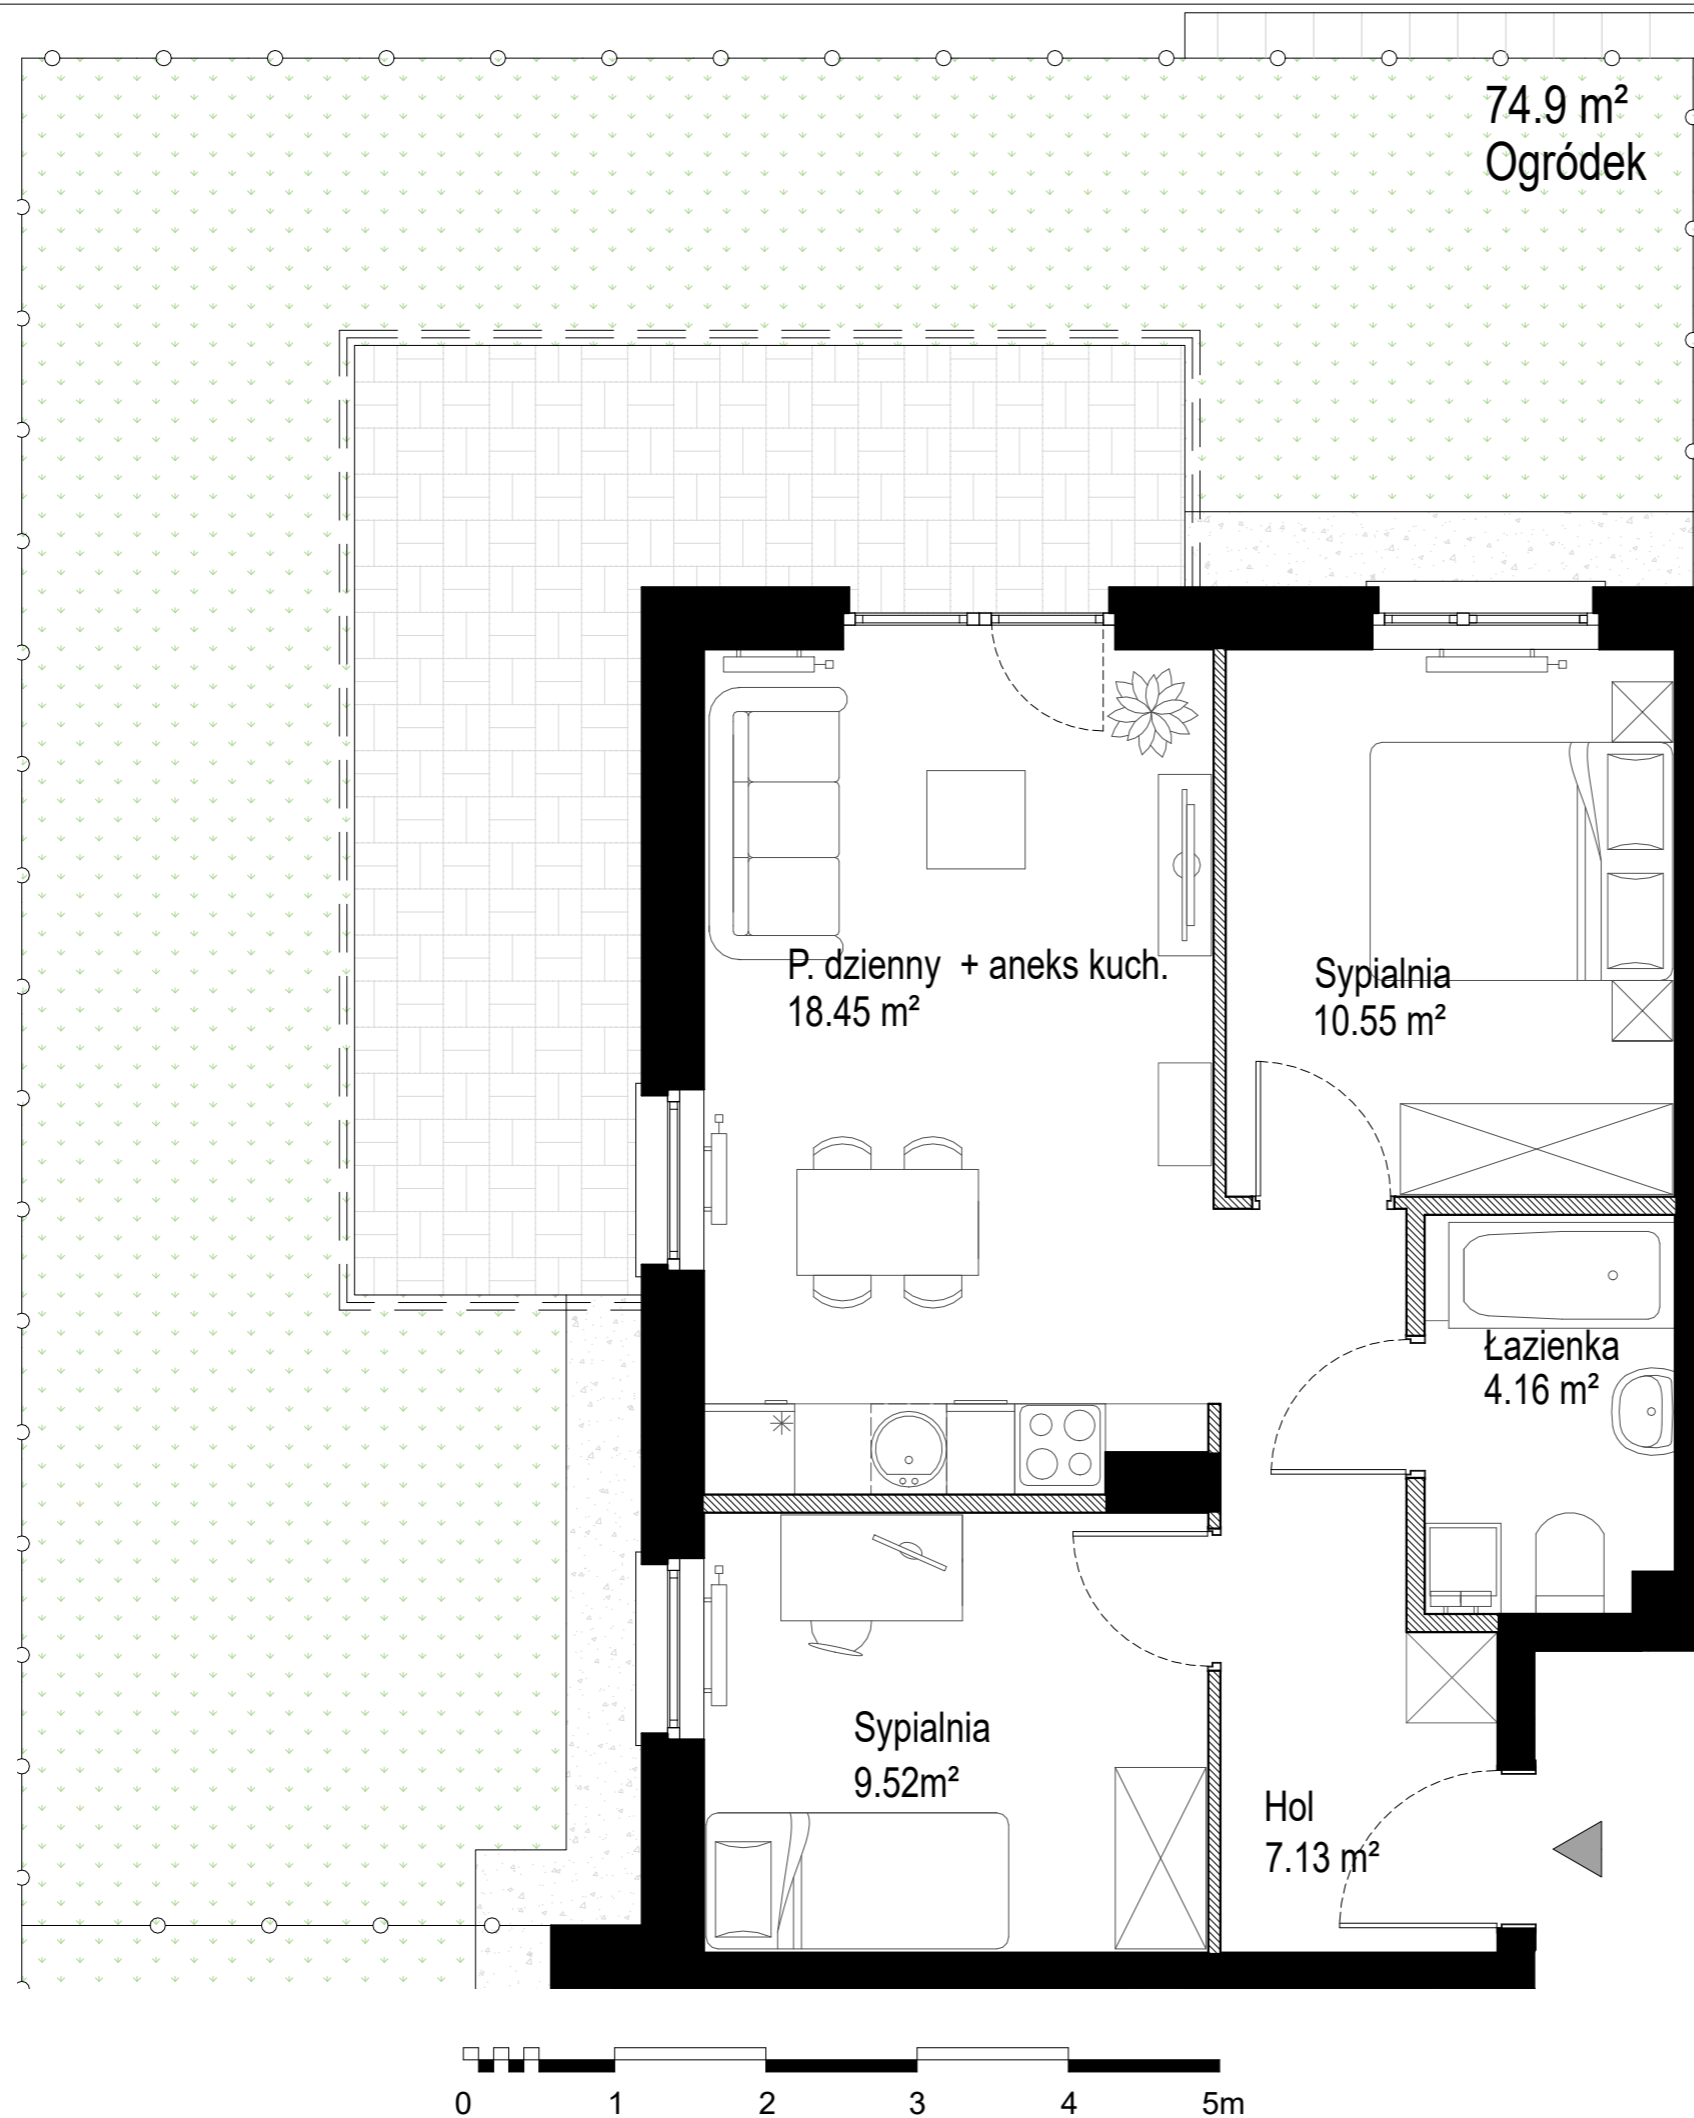 74.9 m²
Ogródek
P. dzienny + aneks kuch.
18.45 m²
Sypialnia
10.55 m²
Łazienka
4.16 m²
Sypialnia
9.52m²
Hol
7.13 m²
0 1 2 3 4 5m